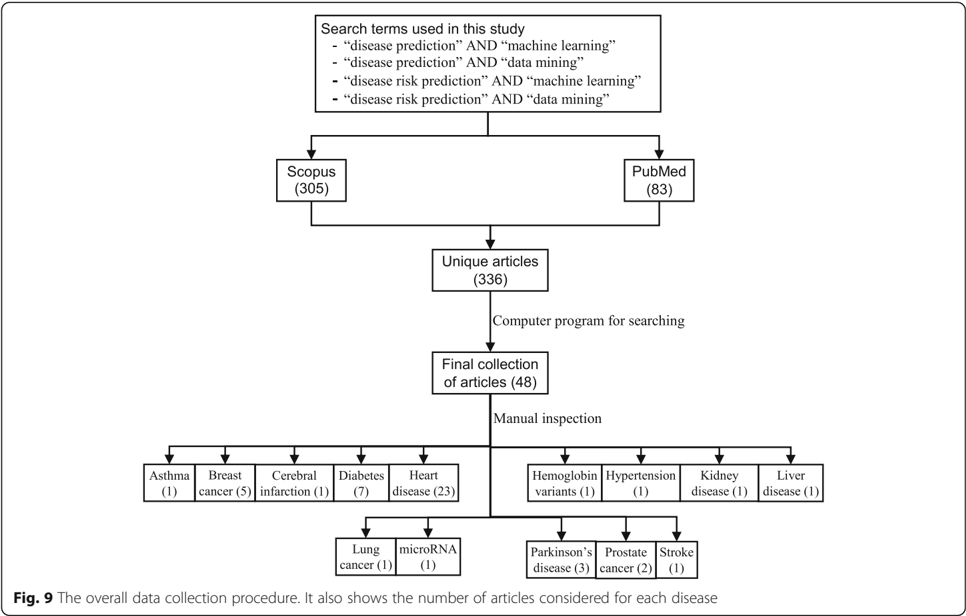 Search terms used in this study
- “disease prediction” AND “machine learning”
- “disease prediction” AND “data mining”
- “disease risk prediction” AND “machine learning”
- “disease risk prediction” AND “data mining”
Scopus
(305)
PubMed
(83)
Unique articles
(336)
Computer program for searching
Final collection
of articles (48)
Manual inspection
Asthma
(1)
Breast
cancer (5)
Cerebral
infarction (1)
Diabetes
(7)
Heart
disease (23)
Hemoglobin
variants (1)
Hypertension
(1)
Kidney
disease (1)
Liver
disease (1)
Lung
cancer (1)
microRNA
(1)
Parkinson’s
disease (3)
Prostate
cancer (2)
Stroke
(1)
Fig. 9 The overall data collection procedure. It also shows the number of articles considered for each disease